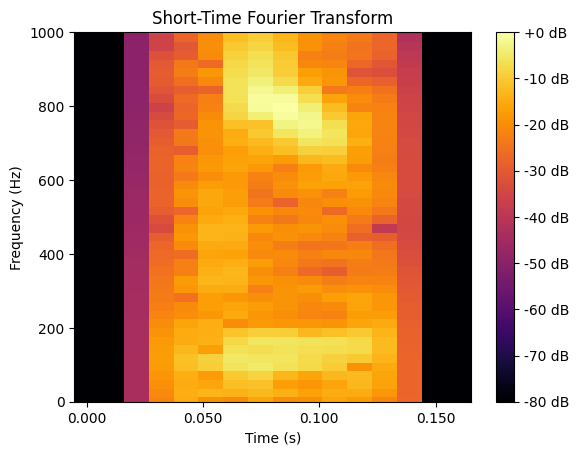 Short-Time Fourier Transform
1000
800
600
400
200
0
Frequency (Hz)
0.000
0.050
0.100
0.150
Time (s)
+0 dB
-10 dB
-20 dB
-30 dB
-40 dB
-50 dB
-60 dB
-70 dB
-80 dB